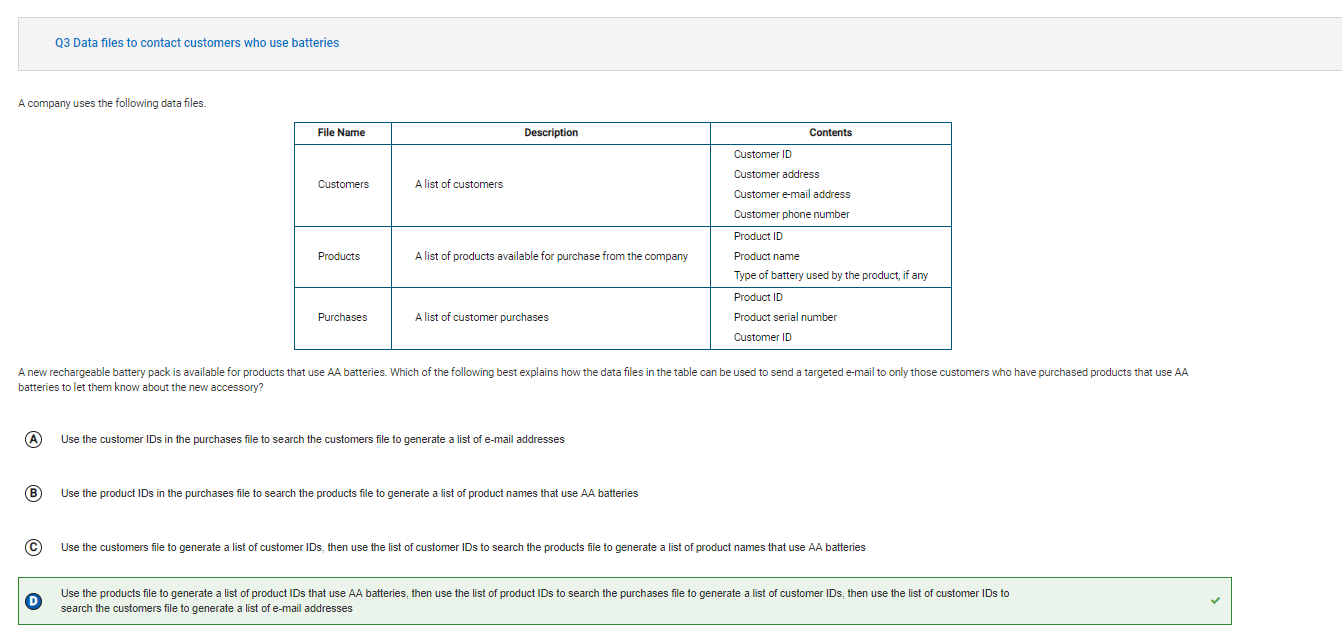 Q3 Data files to contact customers who use batteries
A company uses the following data files.
File Name Description Contents
Customers A list of customers
Customer ID
Customer address
Customer e-mail address
Customer phone number
Products A list of products available for purchase from the company
Product ID
Product name
Type of battery used by the product, if any
Purchases A list of customer purchases
Product ID
Product serial number
Customer ID
A new rechargeable battery pack is available for products that use AA batteries. Which of the following best explains how the data files in the table can be used to send a targeted e-mail to only those customers who have purchased products that use AA
batteries to let them know about the new accessory?
A Use the customer IDs in the purchases file to search the customers file to generate a list of e-mail addresses
B Use the product IDs in the purchases file to search the products file to generate a list of product names that use AA batteries
C Use the customers file to generate a list of customer IDs, then use the list of customer IDs to search the products file to generate a list of product names that use AA batteries
D Use the products file to generate a list of product IDs that use AA batteries, then use the list of product IDs to search the purchases file to generate a list of customer IDs, then use the list of customer IDs to
search the customers file to generate a list of e-mail addresses